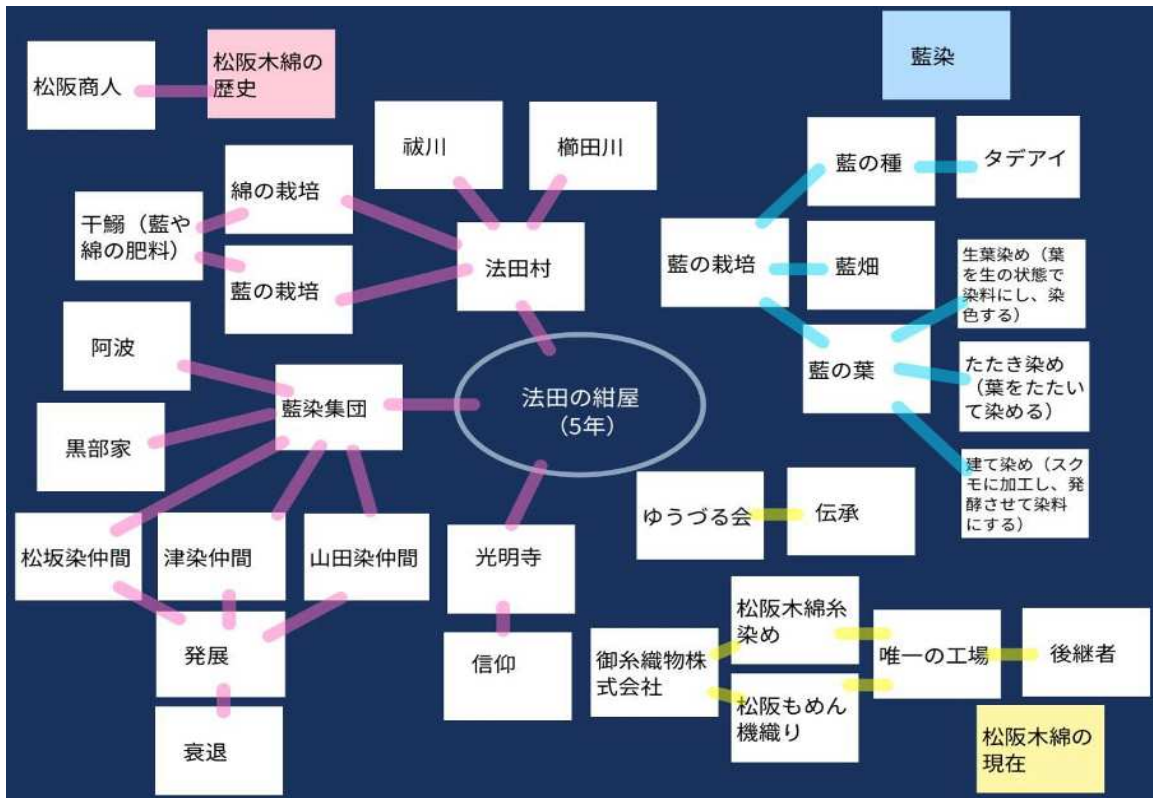 松阪商人
松阪木綿の
歴史
藍染
祓川
櫛田川
藍の種
タデアイ
綿の栽培
干鰯（藍や
綿の肥料）
藍の栽培
法田村
藍の栽培
藍畑
生葉染め（葉
を生の状態で
染料にし、染
色する）
阿波
藍染集団
法田の紺屋
（5年）
藍の葉
たたき染め
（葉をたたい
て染める）
黒部家
建て染め（スク
モに加工し、発
酵させて染料
にする）
ゆうづる会
伝承
松坂染仲間
津染仲間
山田染仲間
光明寺
発展
信仰
衰退
御糸織物株
式会社
松阪木綿糸
染め
松阪もめん
機織り
唯一の工場
後継者
松阪木綿の
現在